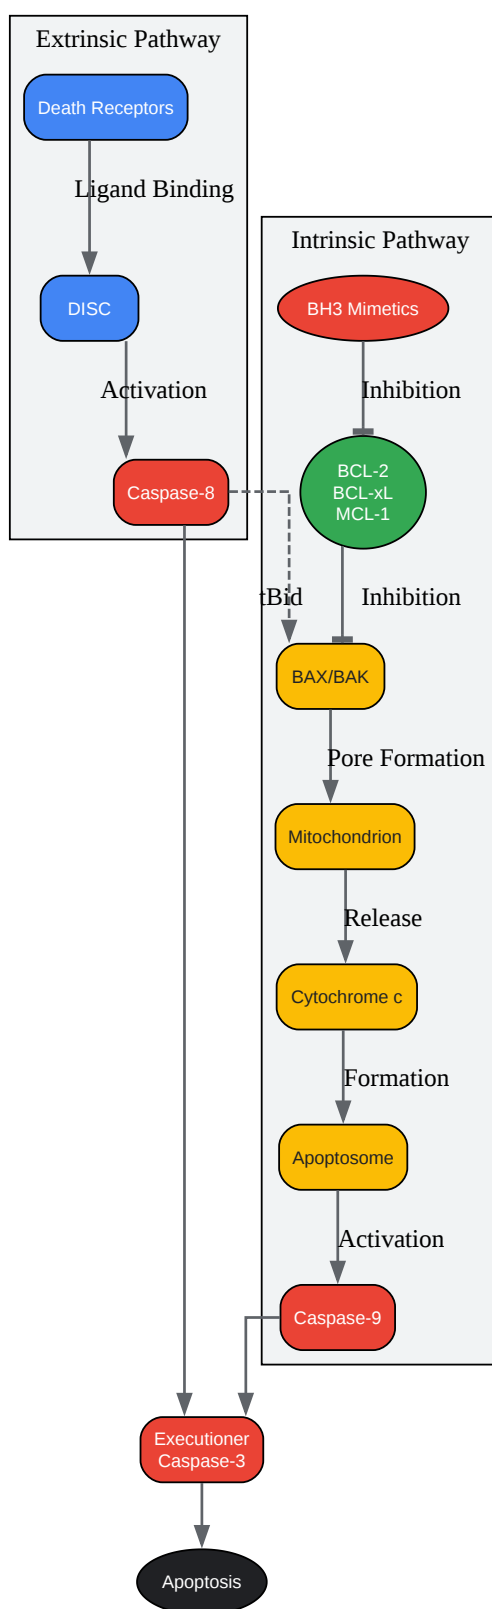 Extrinsic Pathway
Death Receptors
Ligand Binding
DISC
Activation
Caspase-8
Intrinsic Pathway
BH3 Mimetics
Inhibition
BCL-2
BCL-xL
MCL-1
tBid
Inhibition
BAX/BAK
Pore Formation
Mitochondrion
Release
Cytochrome c
Formation
Apoptosome
Activation
Caspase-9
Executioner
Caspase-3
Apoptosis